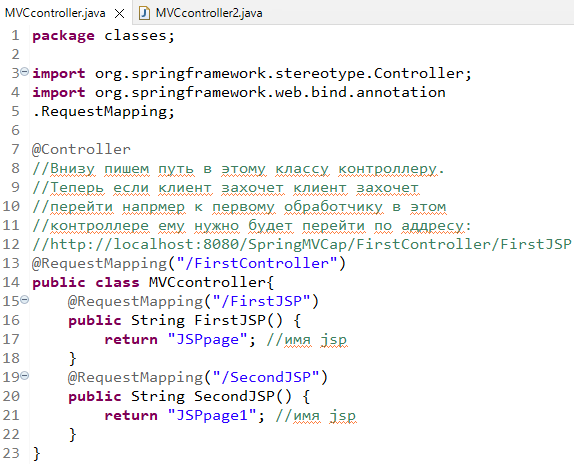 MVCcontroller.java MVCcontroller2.java
1 package classes;
2
3 import org.springframework.stereotype.Controller;
4 import org.springframework.web.bind.annotation
5 .RequestMapping;
6
7 @Controller
8 //Внизу пишем путь в этому классу контроллеру.
9 //Теперь если клиент захочет клиент захочет
10 //перейти напрмер к первому обработчику в этом
11 //контроллере ему нужно будет перейти по аддресу:
12 //http://localhost:8080/SpringMVCap/FirstController/FirstJSP
13 @RequestMapping("/FirstController")
14 public class MVCcontroller{
15 @RequestMapping("/FirstJSP")
16 public String FirstJSP() {
17 return "JSPpage"; //имя jsp
18 }
19 @RequestMapping("/SecondJSP")
20 public String SecondJSP() {
21 return "JSPpage1"; //имя jsp
22 }
23 }